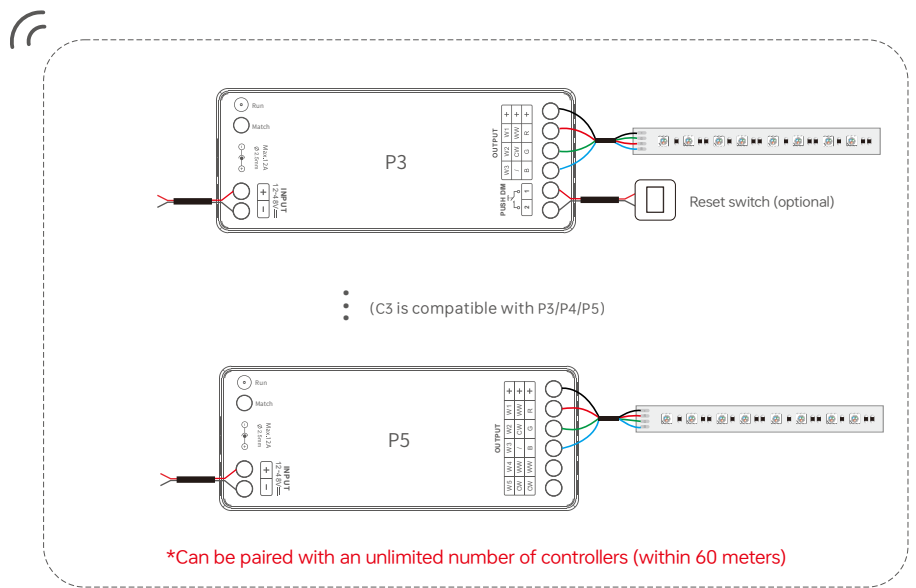 Run
Match
Max.12A
Ø 2.5mm
+
−
INPUT
12~48V
P3
OUTPUT
+ + +
W1 WW R
W2 CW G
W3 / B
PUSH DIM
1
2
Reset switch (optional)
(C3 is compatible with P3/P4/P5)
Run
Match
Max.12A
Ø 2.5mm
+
−
INPUT
12~48V
P5
OUTPUT
+ + +
W1 WW R
W2 CW G
W3 / B
W4 WW WW
W5 CW CW
*Can be paired with an unlimited number of controllers (within 60 meters)